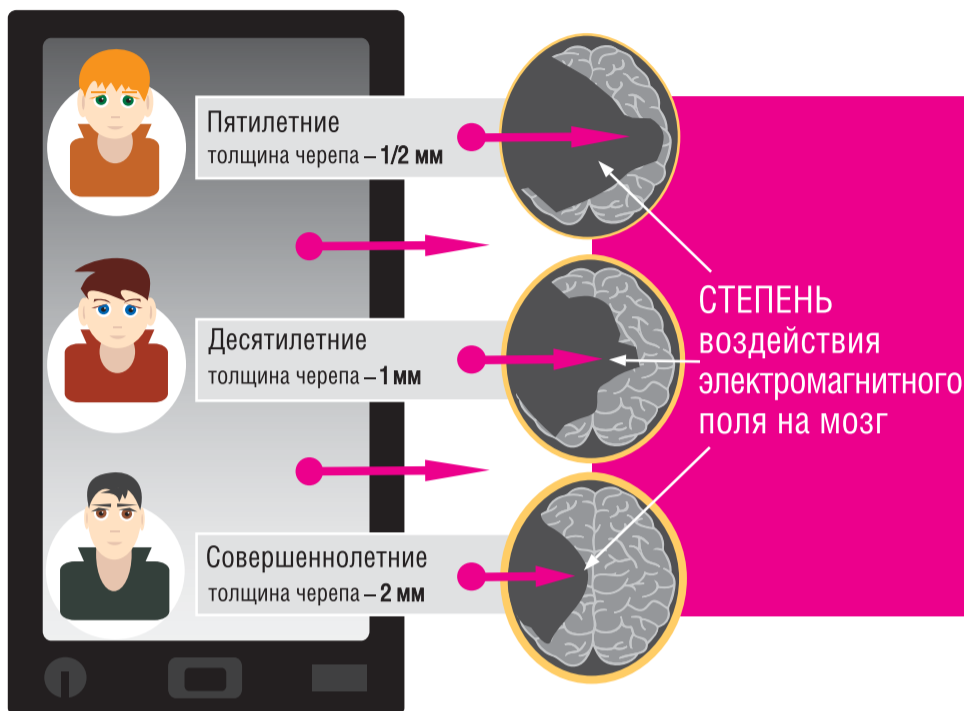 Пятилетние
толщина черепа – 1/2 мм
Десятилетние
толщина черепа – 1 мм
Совершеннолетние
толщина черепа – 2 мм
СТЕПЕНЬ
воздействия
электромагнитного
поля на мозг